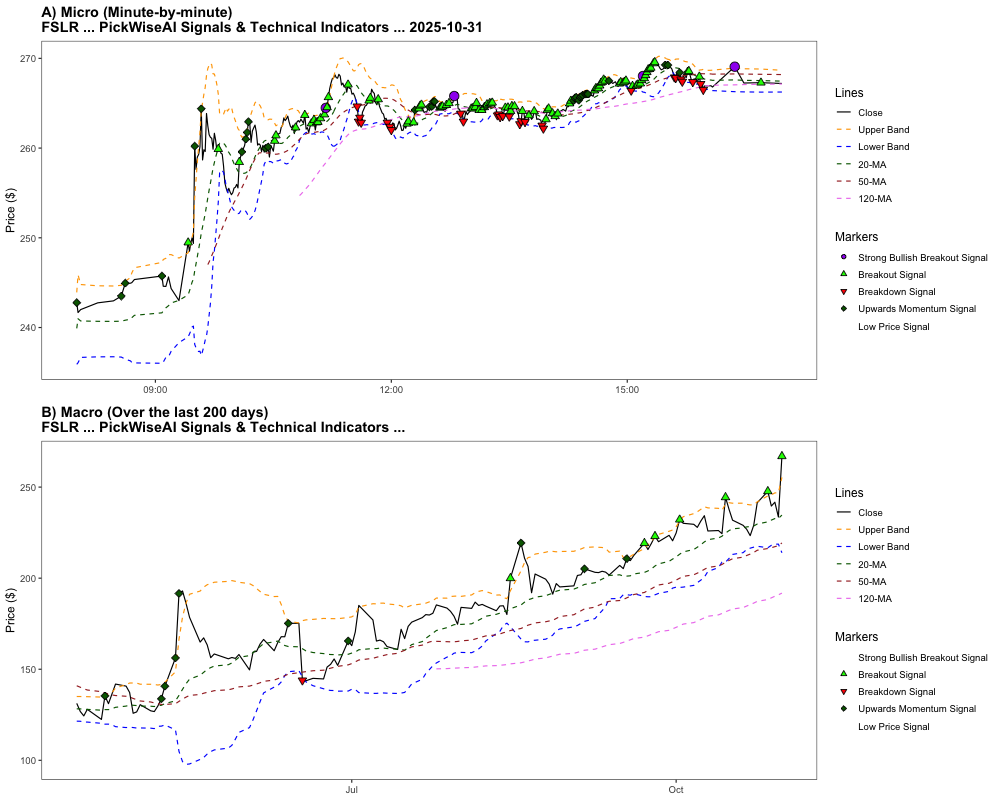 A) Micro (Minute-by-minute)
FSLR ... PickWiseAI Signals & Technical Indicators ... 2025-10-31
Price ($)
270
260
250
240
09:00
12:00
15:00
Lines
Close
Upper Band
Lower Band
20-MA
50-MA
120-MA
Markers
Strong Bullish Breakout Signal
Breakout Signal
Breakdown Signal
Upwards Momentum Signal
Low Price Signal
B) Macro (Over the last 200 days)
FSLR ... PickWiseAI Signals & Technical Indicators ...
Price ($)
250
200
150
100
Jul
Oct
Lines
Close
Upper Band
Lower Band
20-MA
50-MA
120-MA
Markers
Strong Bullish Breakout Signal
Breakout Signal
Breakdown Signal
Upwards Momentum Signal
Low Price Signal